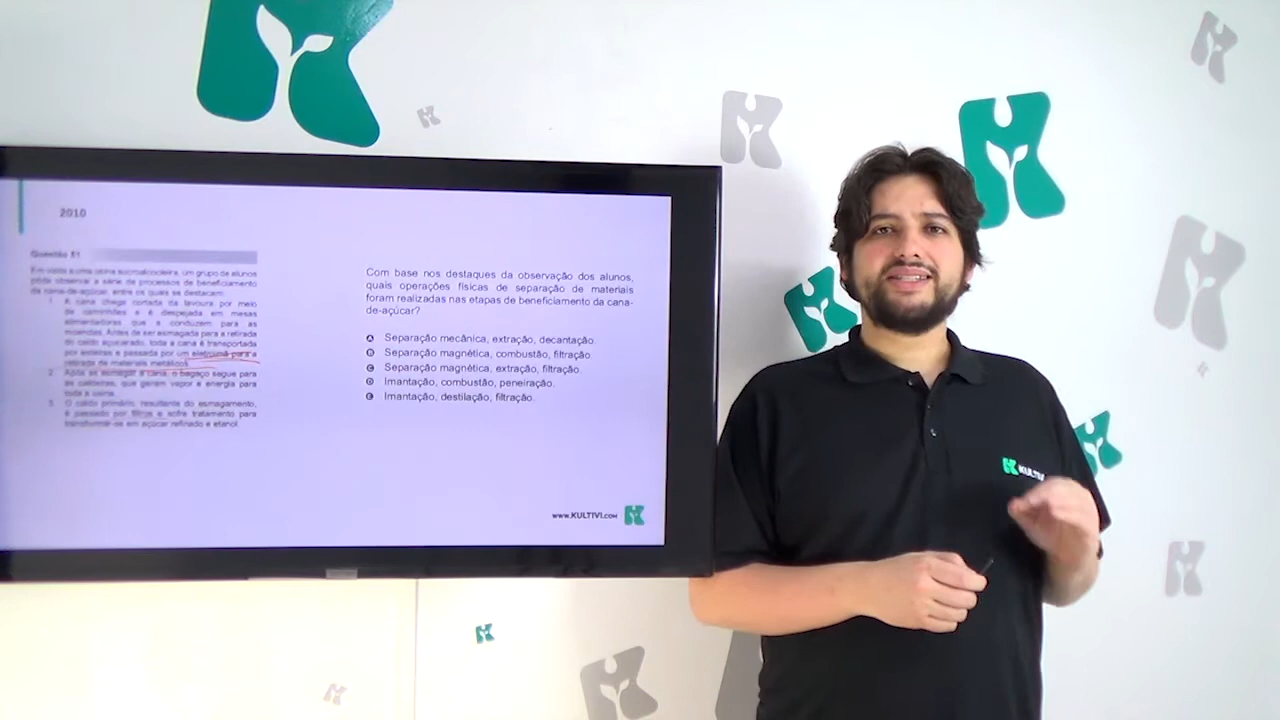 2010
Questão 81
Em visita a uma usina sucroalcooleira, um grupo de alunos
pôde observar a série de processos de beneficiamento
da cana-de-açúcar, entre os quais se destacam:
1. A cana chega cortada da lavoura por meio
de caminhões e é despejada em mesas
alimentadoras que a conduzem para as
moendas. Antes de ser esmagada para a retirada
do caldo açucarado, toda a cana é transportada
por esteiras e passada por um eletroímã para a
retirada de materiais metálicos.
2. Após se esmagar a cana, o bagaço segue para
as caldeiras, que geram vapor e energia para
toda a usina.
3. O caldo primário, resultante do esmagamento,
é passado por filtros e sofre tratamento para
transformar-se em açúcar refinado e etanol.
Com base nos destaques da observação dos alunos,
quais operações físicas de separação de materiais
foram realizadas nas etapas de beneficiamento da cana-
de-açúcar?
A Separação mecânica, extração, decantação.
B Separação magnética, combustão, filtração.
C Separação magnética, extração, filtração.
D Imantação, combustão, peneiração.
E Imantação, destilação, filtração.
www.KULTIVI.com
KULTIVI